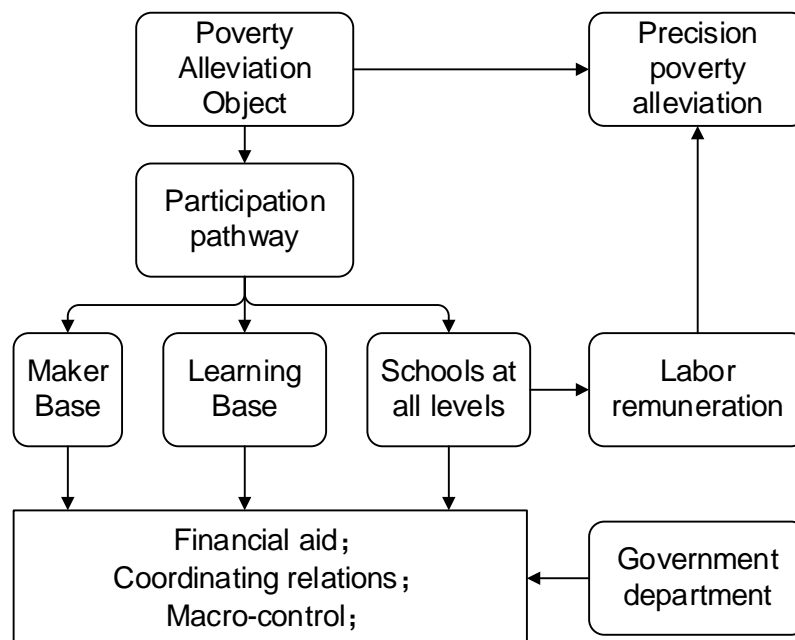 Poverty
Alleviation
Object
Precision
poverty
alleviation
Participation
pathway
Maker
Base
Learning
Base
Schools at
all levels
Labor
remuneration
Financial aid；
Coordinating relations；
Macro-control；
Government
department